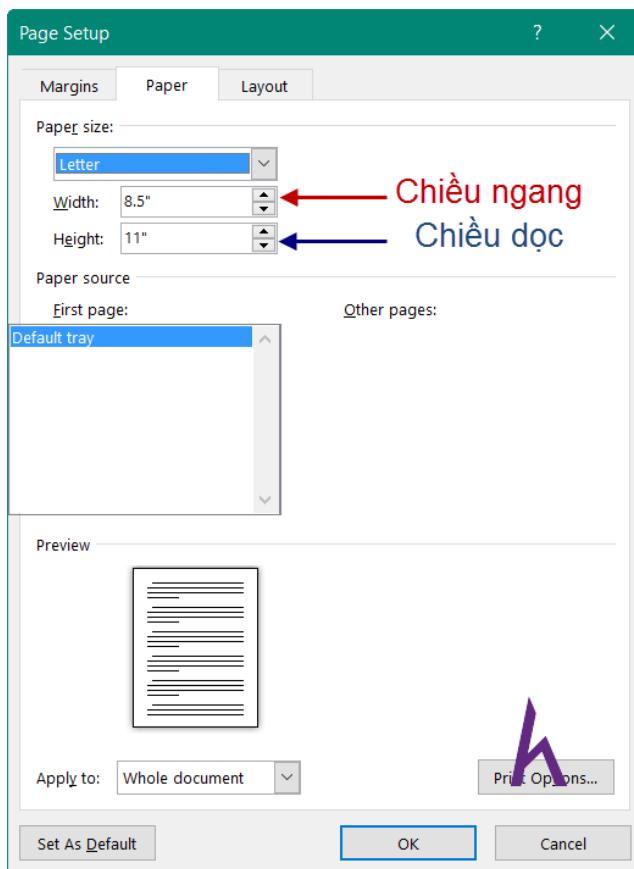 Page Setup
Margins Paper Layout
Paper size:
Letter
Width: 8.5" Chiều ngang
Height: 11" Chiều dọc
Paper source
First page: Other pages:
Default tray
Preview
Apply to: Whole document Print Options...
Set As Default OK Cancel